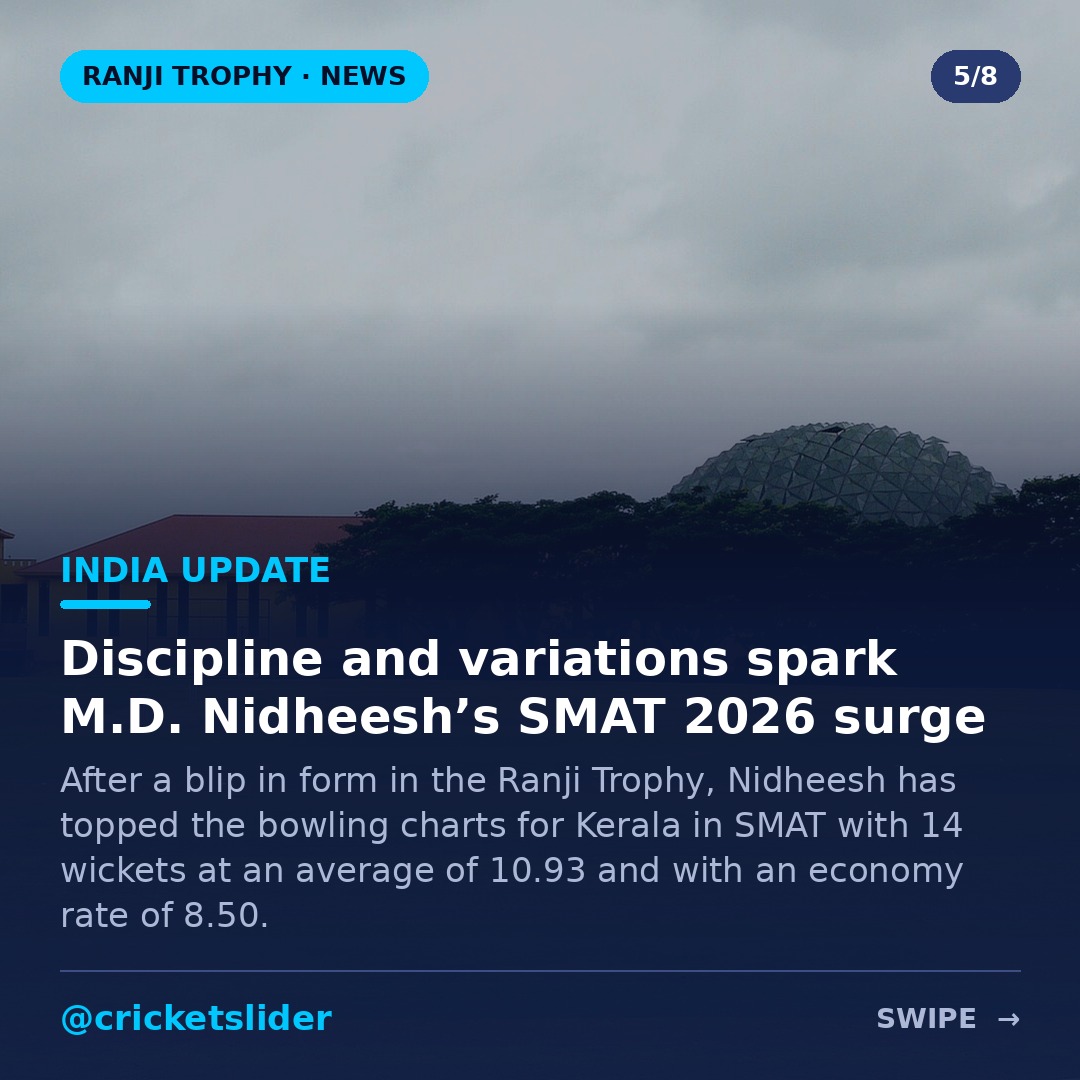 RANJI TROPHY · NEWS
5/8
INDIA UPDATE
Discipline and variations spark
M.D. Nidheesh’s SMAT 2026 surge
After a blip in form in the Ranji Trophy, Nidheesh has
topped the bowling charts for Kerala in SMAT with 14
wickets at an average of 10.93 and with an economy
rate of 8.50.
@cricketslider
SWIPE →